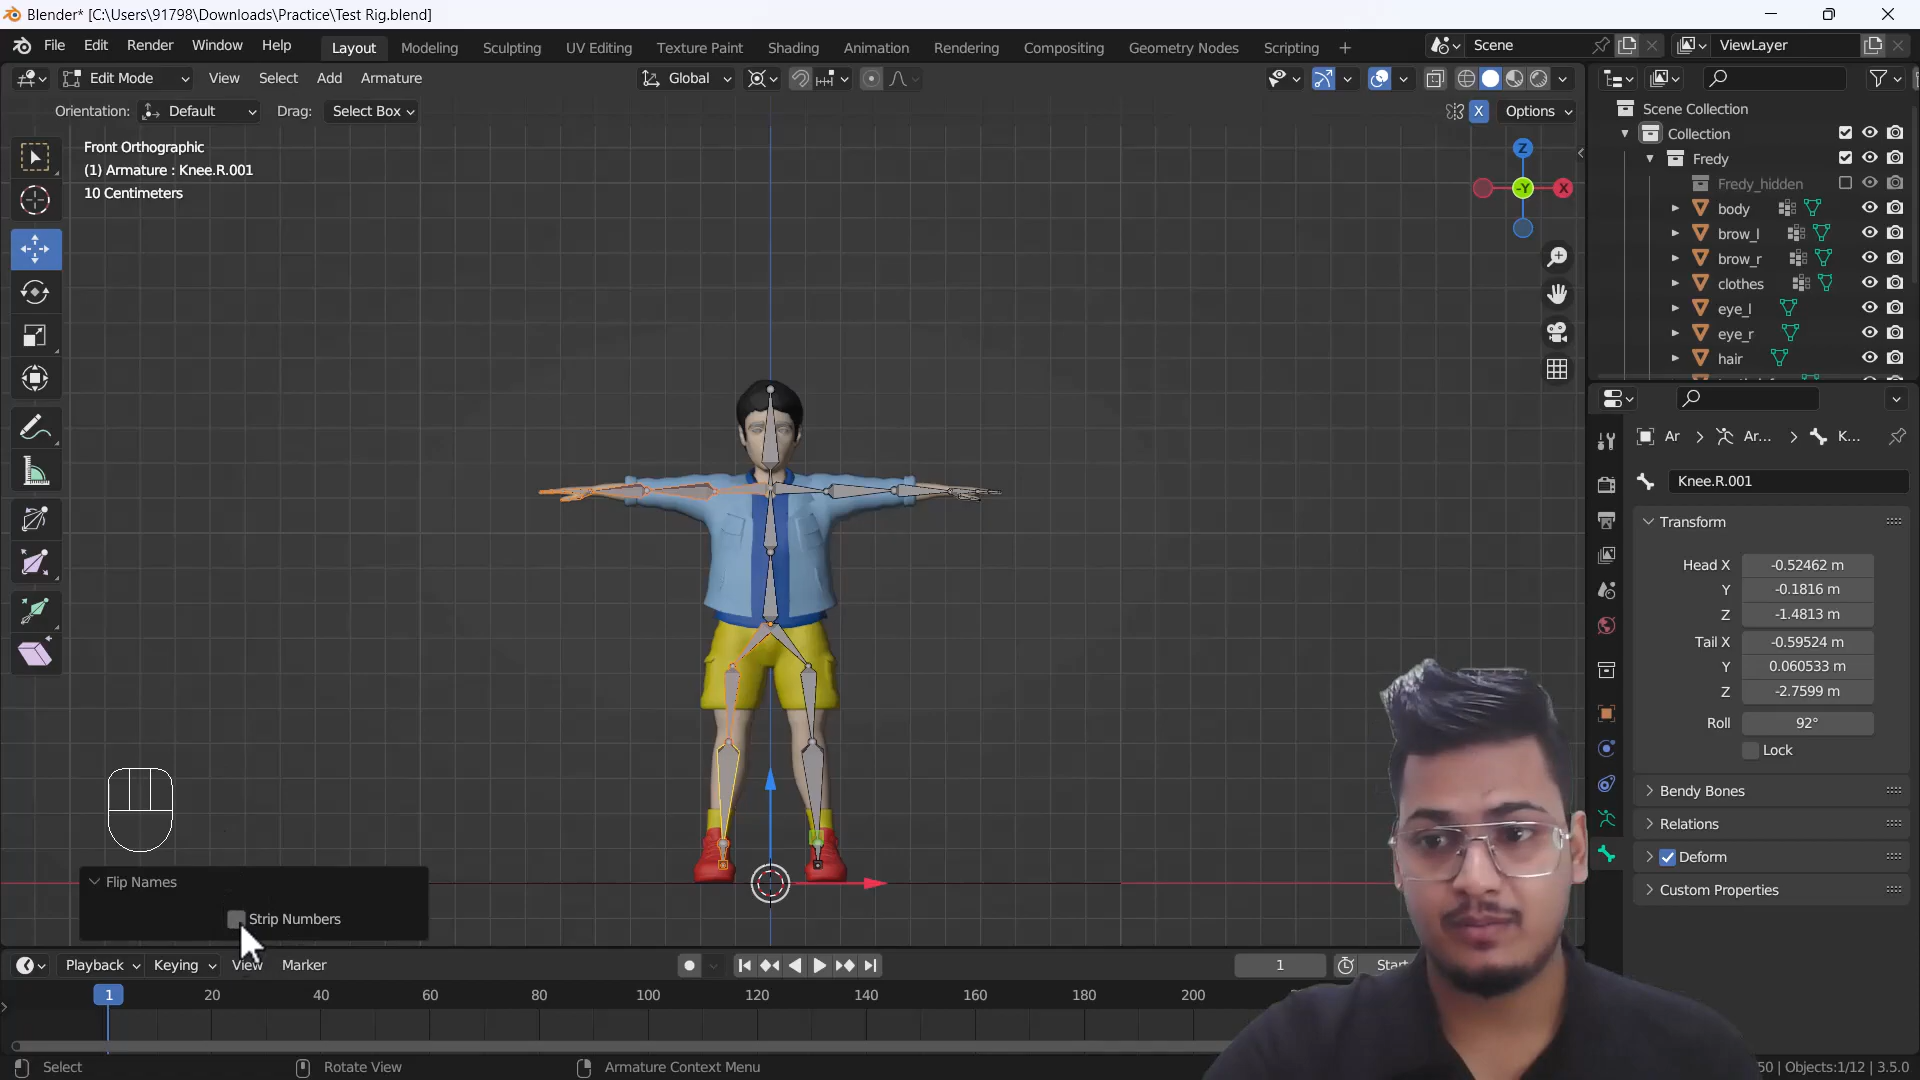 Blender* [C:\Users\91798\Downloads\Practice\Test Rig.blend]
File Edit Render Window Help Layout Modeling Sculpting UV Editing Texture Paint Shading Animation Rendering Compositing Geometry Nodes Scripting + Scene ViewLayer
Edit Mode View Select Add Armature Global
Orientation: Default Drag: Select Box X Options
Front Orthographic
(1) Armature : Knee.R.001
10 Centimeters
Z
-Y X
Scene Collection
Collection
Fredy
Fredy_hidden
body
brow_l
brow_r
clothes
eye_l
eye_r
hair
Ar > Ar... > K...
Knee.R.001
Transform
Head X -0.52462 m
Y -0.1816 m
Z -1.4813 m
Tail X -0.59524 m
Y 0.060533 m
Z -2.7599 m
Roll 92°
Lock
Bendy Bones
Relations
Deform
Custom Properties
Flip Names
Strip Numbers
Playback Keying View Marker 1 Start
1 20 40 60 80 100 120 140 160 180 200
Select Rotate View Armature Context Menu 50 | Objects:1/12 | 3.5.0